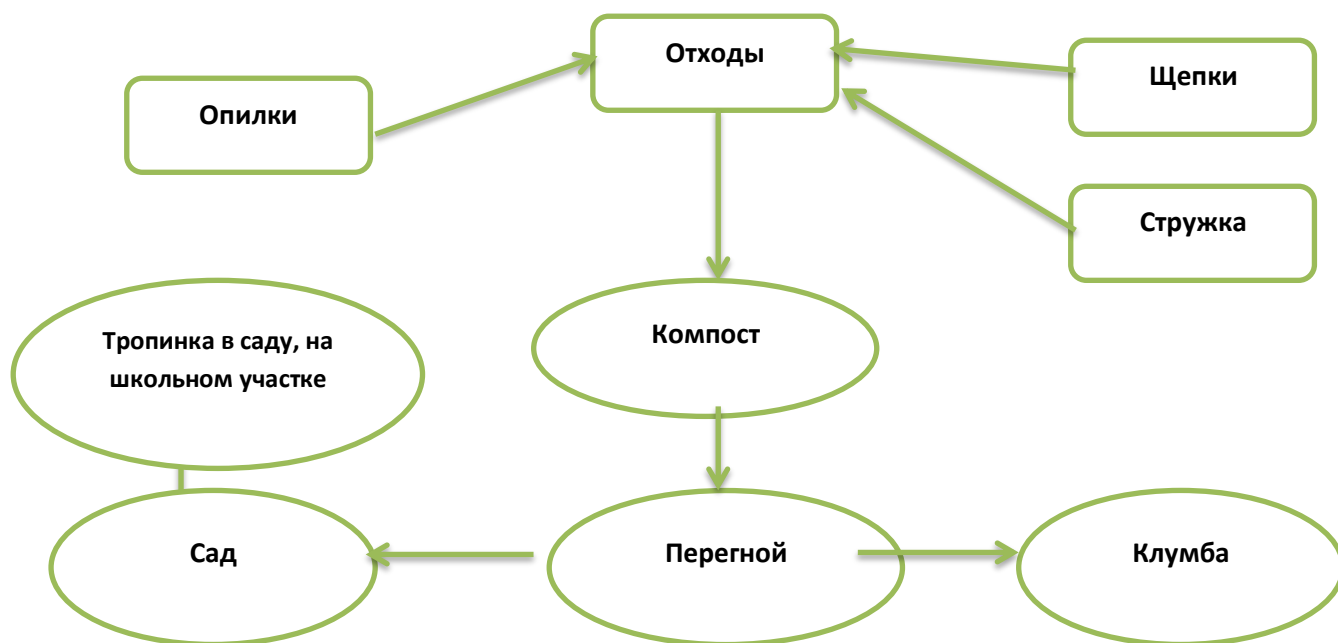 Отходы
Щепки
Опилки
Стружка
Тропинка в саду, на
школьном участке
Компост
Сад
Перегной
Клумба